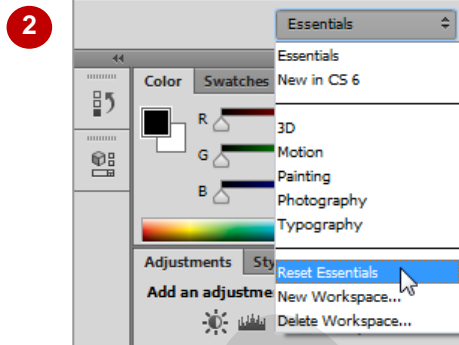 2
Essentials
Essentials
New in CS 6
Color
Swatches
R
G
B
3D
Motion
Painting
Photography
Typography
Adjustments
Sty
Reset Essentials
Add an adjustme
New Workspace...
Delete Workspace...